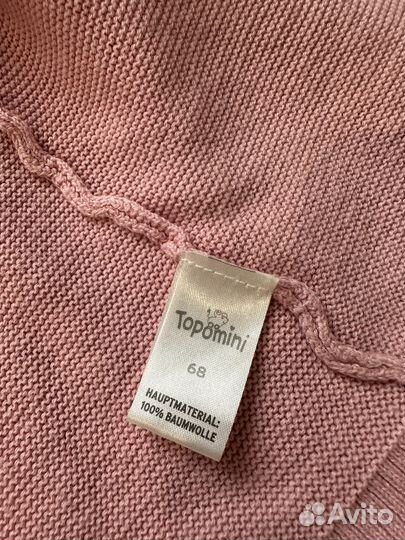 Topomini
68
HAUPTMATERIAL:
100% BAUMWOLLE
Avito